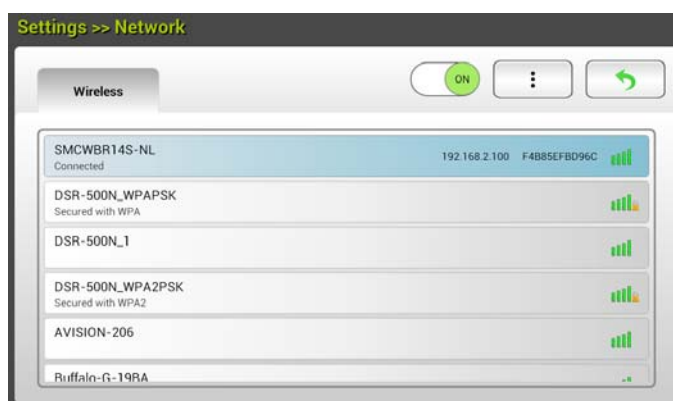 Settings >> Network
Wireless
ON
SMCWBR14S-NL
Connected
192.168.2.100 F4B85EFBD96C
DSR-500N_WPAPSK
Secured with WPA
DSR-500N_1
DSR-500N_WPA2PSK
Secured with WPA2
AVISION-206
Buffalo-G-19BA